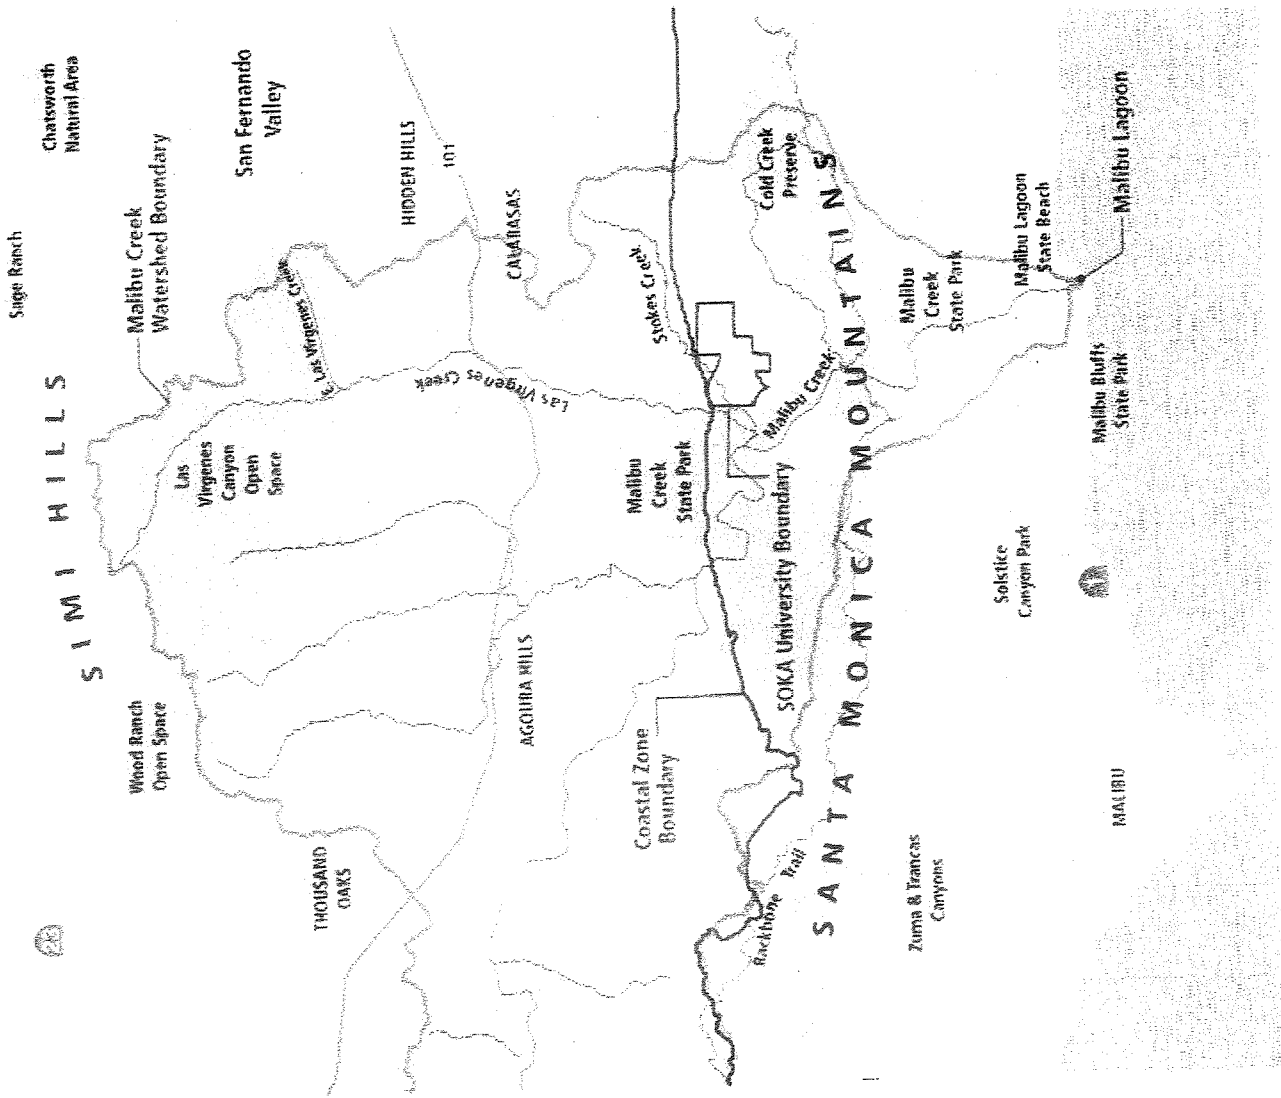 Sage Ranch
Chatsworth
Natural Area
SIMI HILLS
Malibu Creek
Watershed Boundary
San Fernando
Valley
Wood Ranch
Open Space
Las
Virgenes
Canyon
Open
Space
Las Virgenes Creek
HIDDEN HILLS
101
THOUSAND
OAKS
Las Virgenes Creek
CALABASAS
AGOURA HILLS
Coastal Zone
Boundary
Malibu
Creek
State Park
Stokes Creek
Cold Creek
Preserve
Malibu Creek
SOKA University Boundary
Backbone Trail
SANTA MONICA MOUNTAINS
Zuma & Trancas
Canyons
Malibu
Creek
State Park
Solstice
Canyon Park
Malibu Lagoon
State Beach
Malibu Bluffs
State Park
Malibu Lagoon
MALIBU